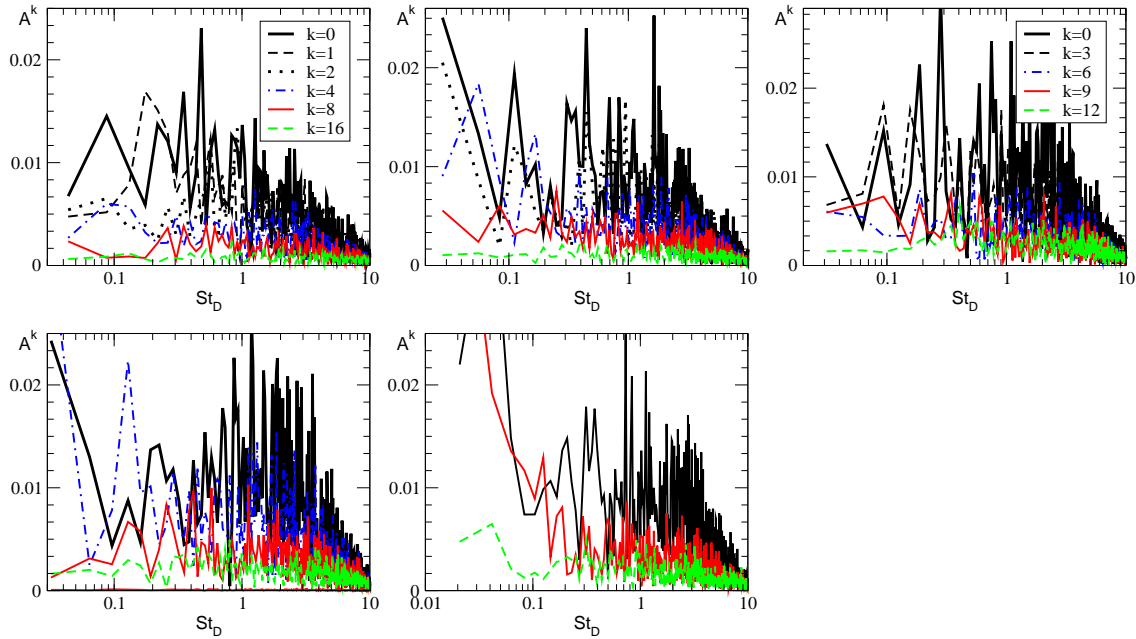 A^k
0.02
0.01
0
0.1 1 10
St_D
k=0
k=1
k=2
k=4
k=8
k=16
A^k
0.02
0.01
0
0.1 1 10
St_D
A^k
0.02
0.01
0
0.1 1 10
St_D
k=0
k=3
k=6
k=9
k=12
A^k
0.02
0.01
0
0.1 1 10
St_D
A^k
0.02
0.01
0
0.01 0.1 1 10
St_D